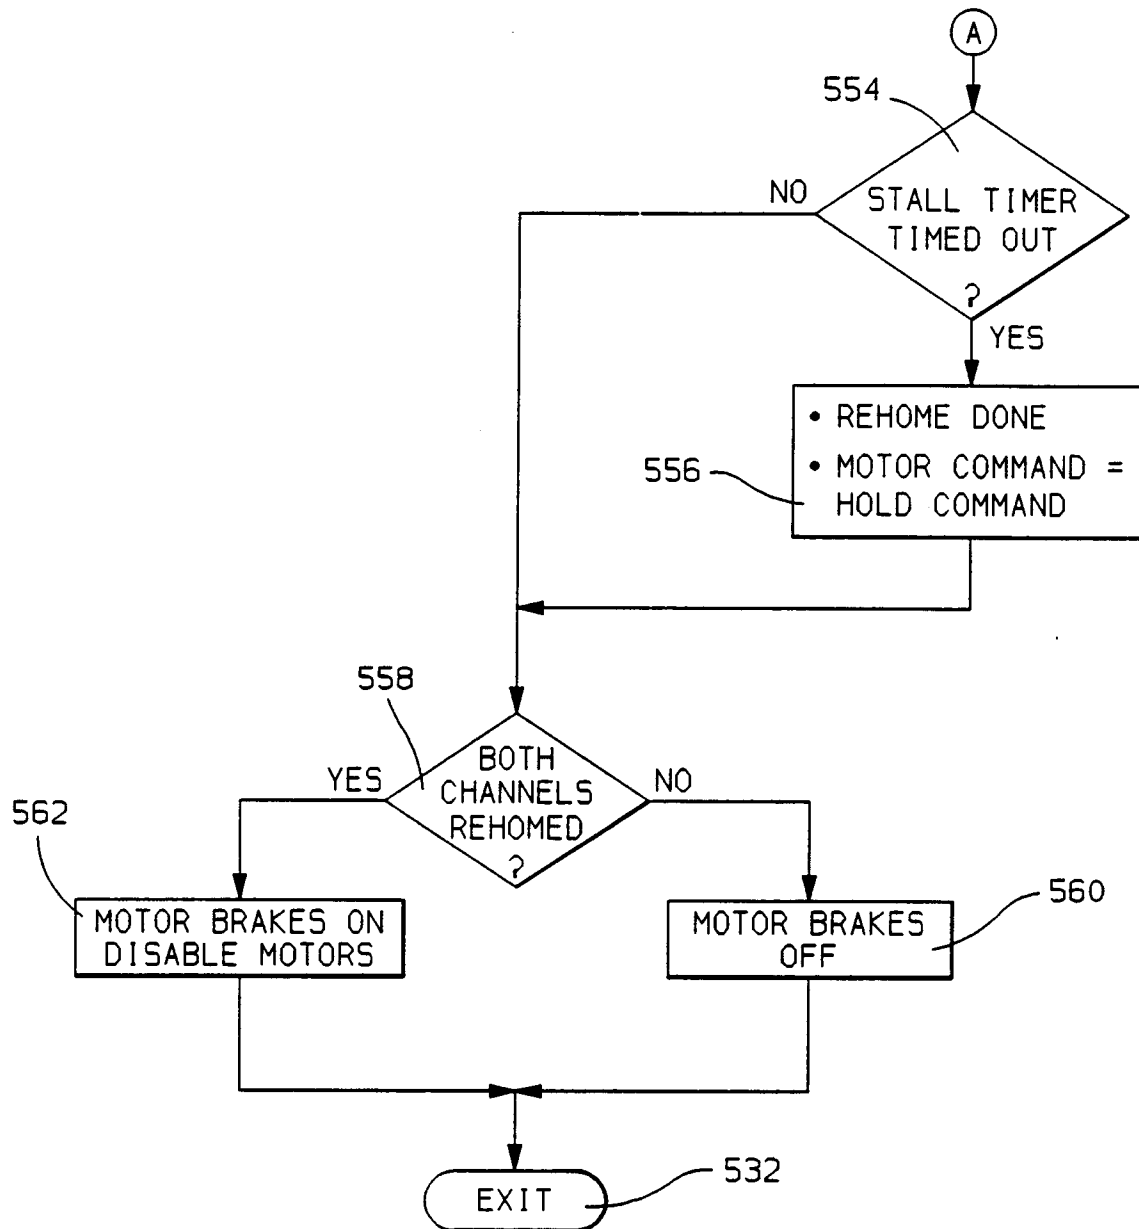 A
554
NO
STALL TIMER
TIMED OUT
?
YES
• REHOME DONE
• MOTOR COMMAND =
HOLD COMMAND
556
558
YES
BOTH
CHANNELS
REHOMED
?
NO
562
MOTOR BRAKES ON
DISABLE MOTORS
560
MOTOR BRAKES
OFF
532
EXIT